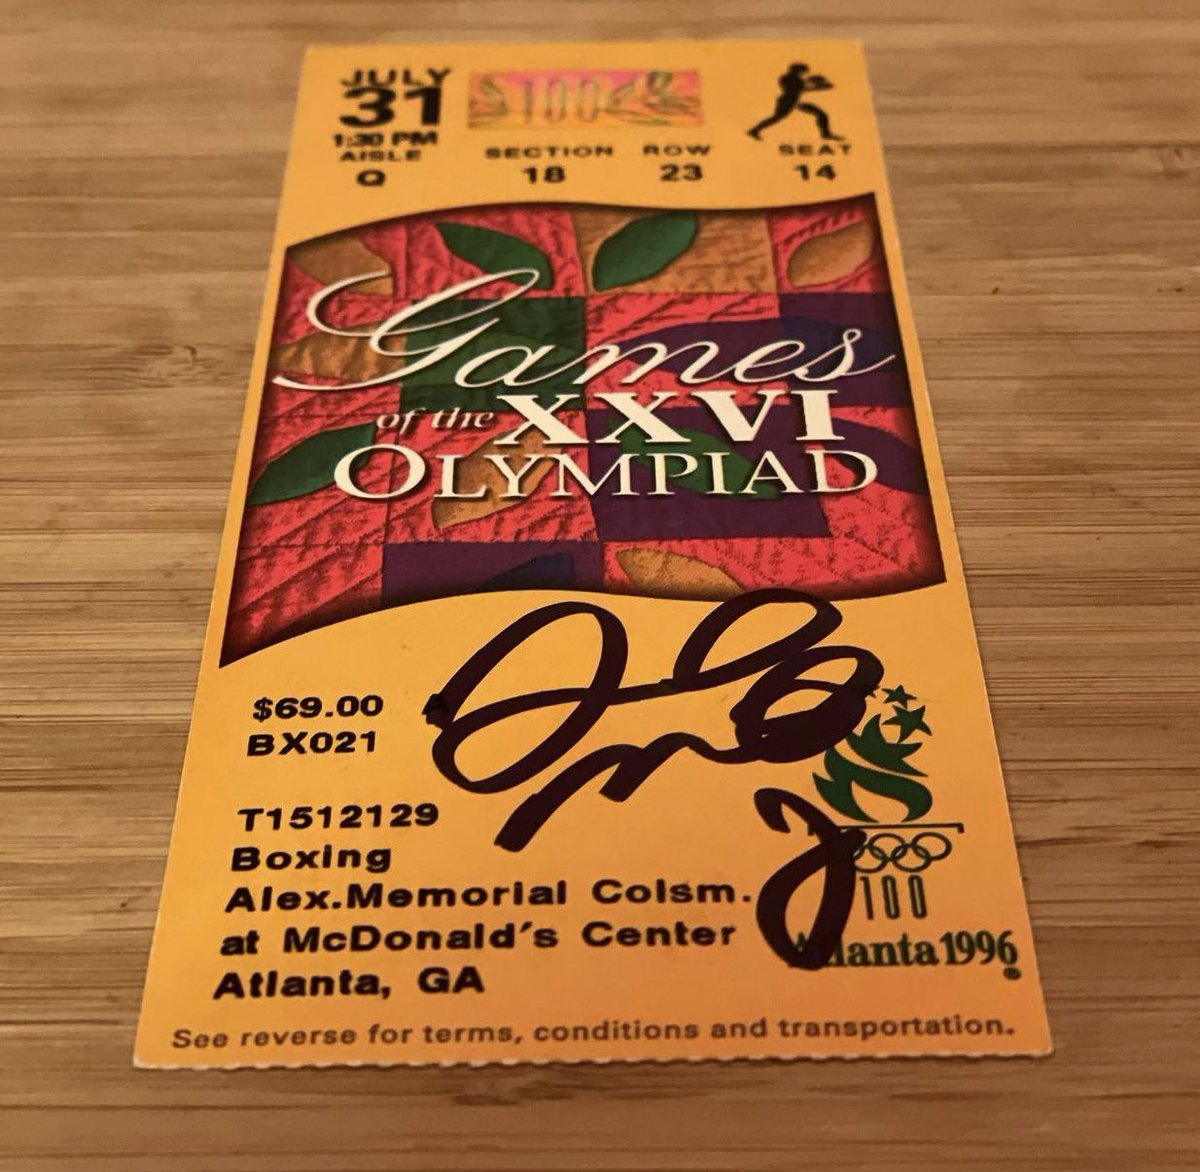 JULY
31
1:30 PM
100
AISLE SECTION ROW SEAT
Q 18 23 14
Games
of the XXVI
OLYMPIAD
$69.00
BX021
T1512129
Boxing
Alex.Memorial Colsm.
at McDonald's Center
Atlanta, GA
100
Atlanta 1996
See reverse for terms, conditions and transportation.